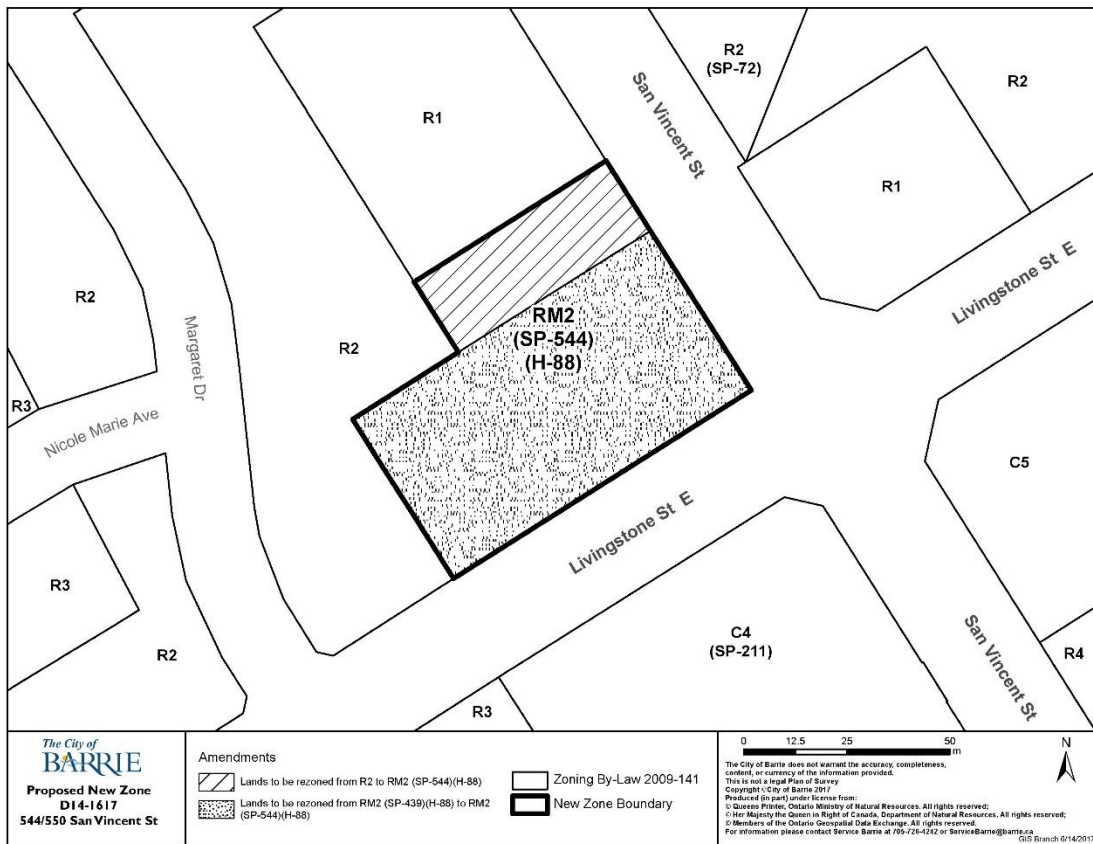 R2
(SP-72)
R2
San Vincent St
R1
R1
Livingstone St E
RM2
(SP-544)
(H-88)
R2
R2
Margaret Dr
R3
Nicole Marie Ave
C5
Livingstone St E
R3
C4
(SP-211)
San Vincent St
R4
R2
R3
The City of
BARRIE
Proposed New Zone
D14-1617
544/550 San Vincent St
Amendments
Lands to be rezoned from R2 to RM2 (SP-544)(H-88)
Lands to be rezoned from RM2 (SP-439)(H-88) to RM2
(SP-544)(H-88)
Zoning By-Law 2009-141
New Zone Boundary
0 12.5 25 50
m
N
The City of Barrie does not warrant the accuracy, completeness,
content, or currency of the information provided.
This is not a legal Plan of Survey
Copyright ©City of Barrie 2017
Produced (in part) under license from:
© Queens Printer, Ontario Ministry of Natural Resources. All rights reserved;
© Her Majesty the Queen in Right of Canada, Department of Natural Resources. All rights reserved;
© Members of the Ontario Geospatial Data Exchange. All rights reserved.
For information please contact Service Barrie at 705-726-4242 or ServiceBarrie@barrie.ca
GIS Branch 6/14/2017